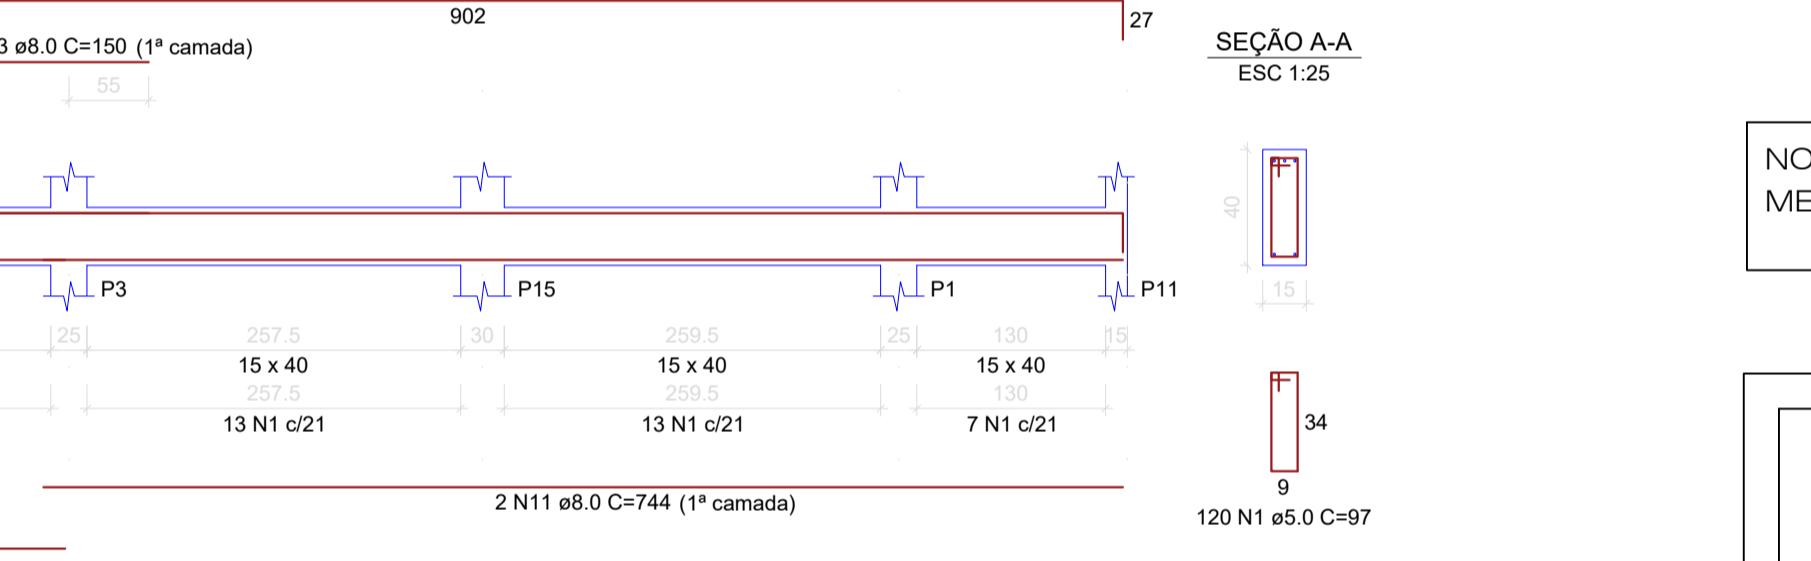 902
27
3 ø8.0 C=150 (1ª camada)
55
SEÇÃO A-A
ESC 1:25
NO
ME
40
15
P3
P15
P1
P11
25
257.5
30
259.5
25
130
15
15 x 40
15 x 40
15 x 40
257.5
259.5
130
13 N1 c/21
13 N1 c/21
7 N1 c/21
34
9
2 N11 ø8.0 C=744 (1ª camada)
120 N1 ø5.0 C=97